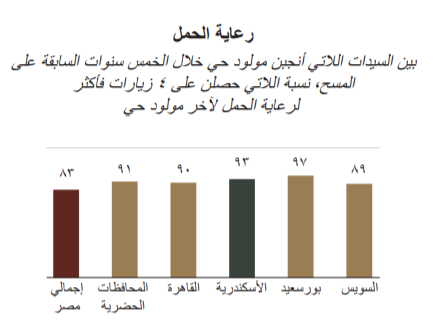 رعاية الحمل
بين السيدات اللاتي أنجبن مولود حي خلال الخمس سنوات السابقة على
المسح، نسبة اللاتي حصلن على ٤ زيارات فأكثر
لرعاية الحمل لآخر مولود حي
٨٣ ٩١ ٩٠ ٩٣ ٩٧ ٨٩
إجمالي مصر
المحافظات الحضرية
القاهرة
الأسكندرية
بورسعيد
السويس